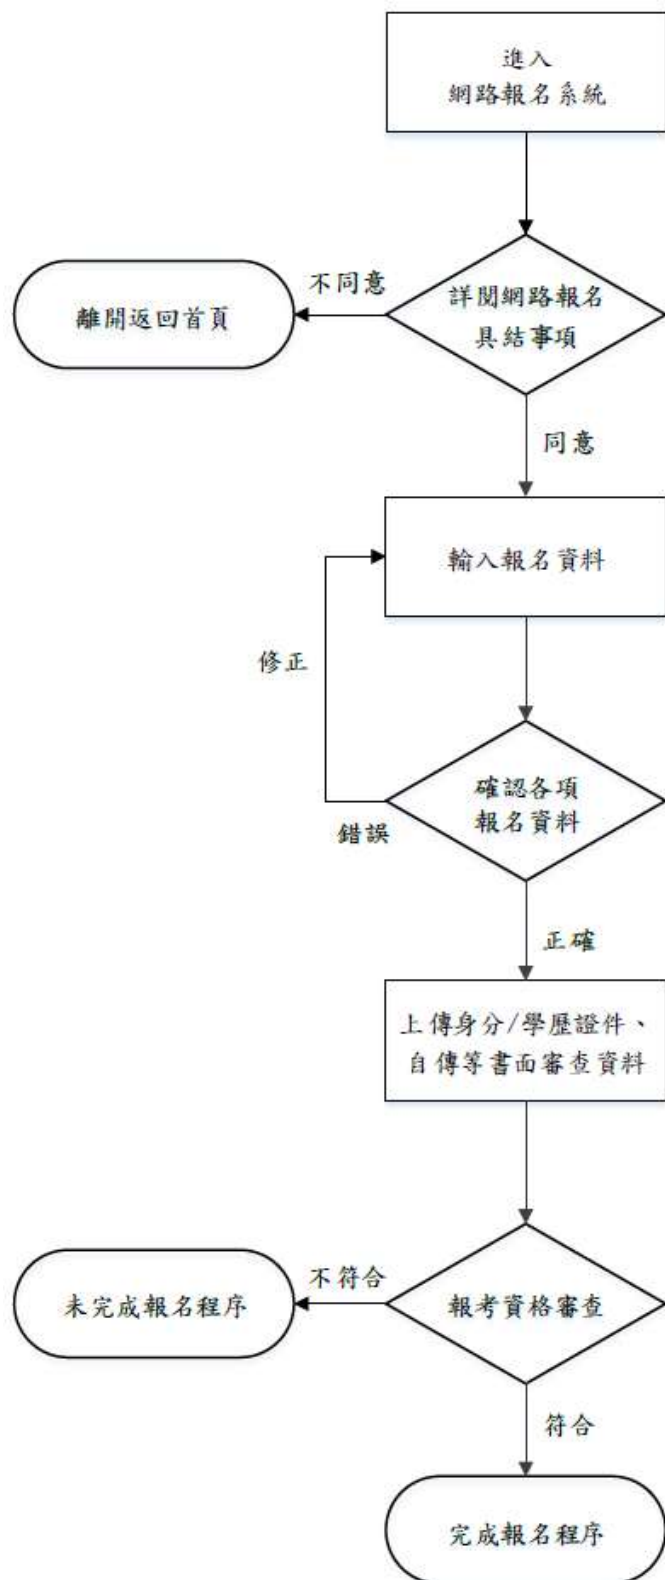 進入
網路報名系統
不同意
詳閱網路報名
離開返回首頁
具結事項
同意
輸入報名資料
修正
確認各項
報名資料
錯誤
正確
上傳身分/學歷證件、
自傳等書面審查資料
不符合
未完成報名程序
報考資格審查
符合
完成報名程序